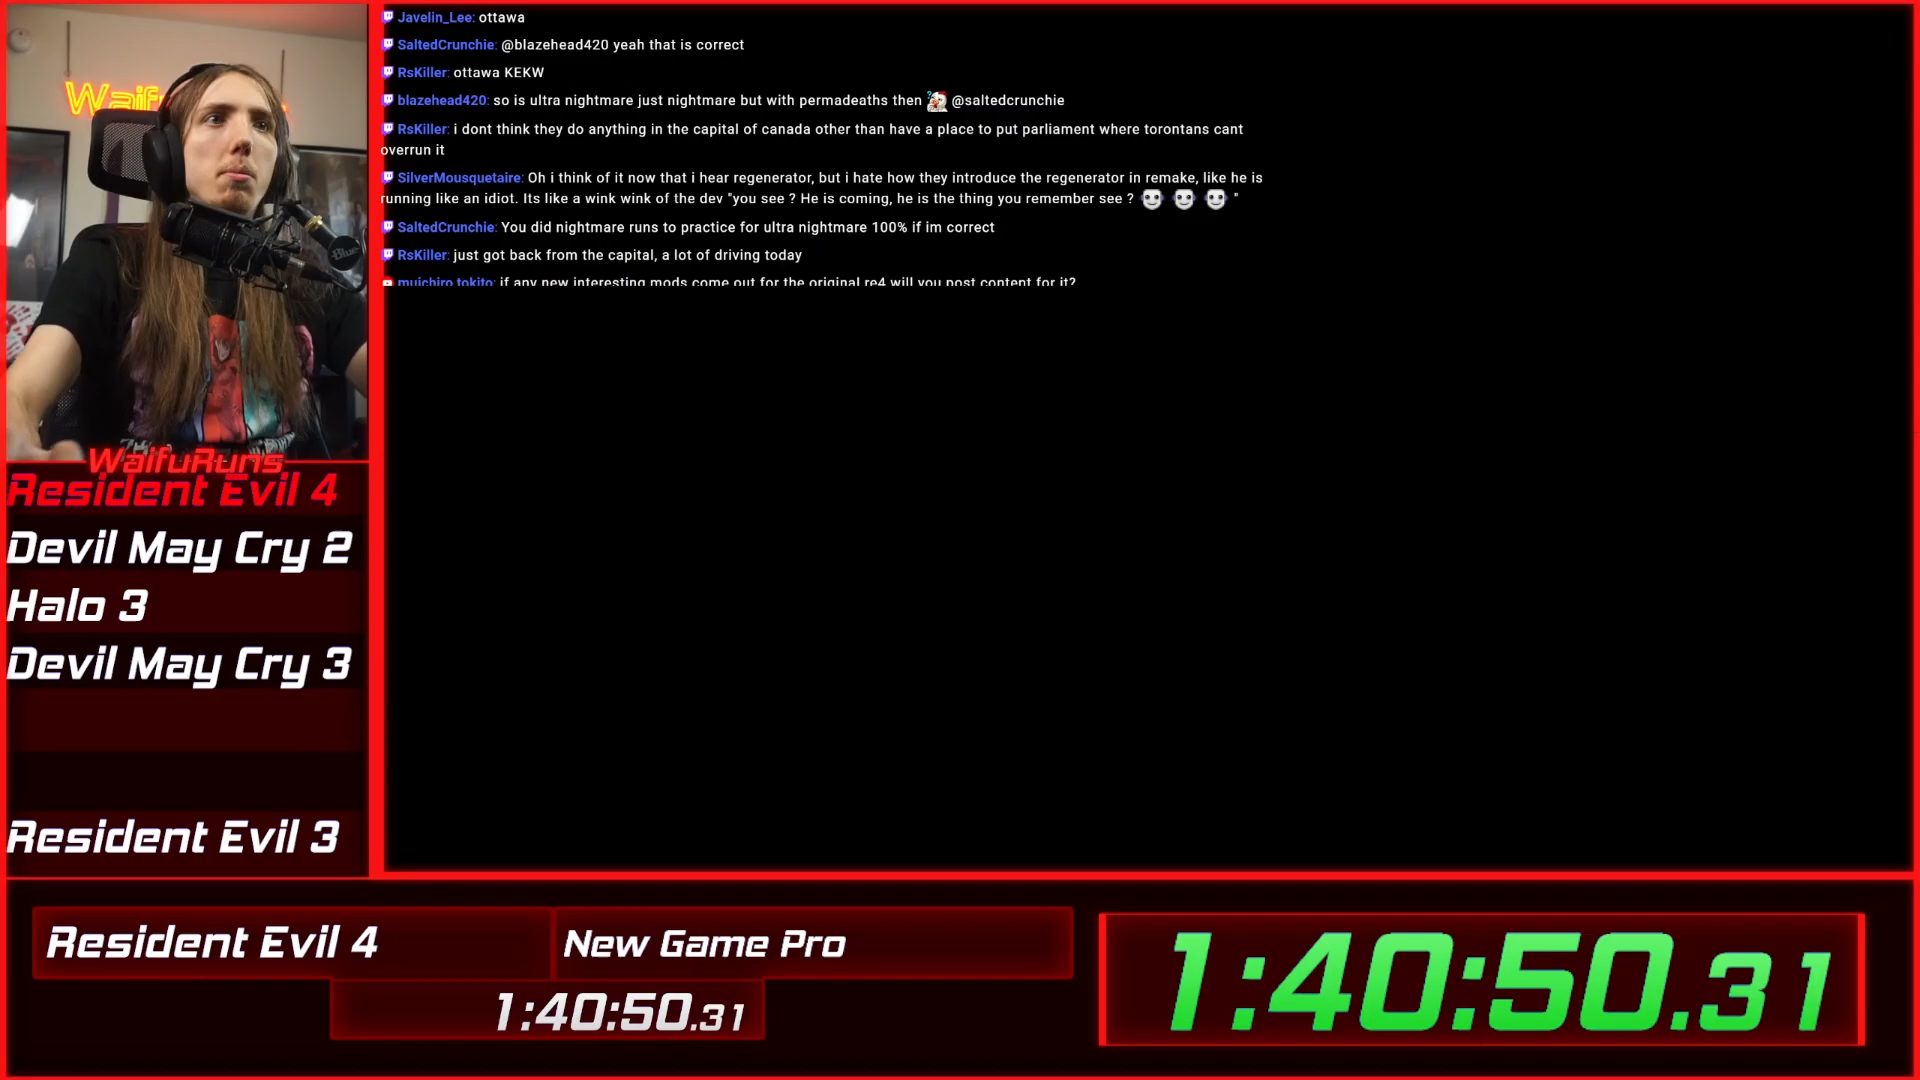 Javelin_Lee: ottawa
SaltedCrunchie: @blazehead420 yeah that is correct
RsKiller: ottawa KEKW
blazehead420: so is ultra nightmare just nightmare but with permadeaths then @saltedcrunchie
RsKiller: i dont think they do anything in the capital of canada other than have a place to put parliament where torontans cant
overrun it
SilverMousquetaire: Oh i think of it now that i hear regenerator, but i hate how they introduce the regenerator in remake, like he is
running like an idiot. Its like a wink wink of the dev "you see ? He is coming, he is the thing you remember see ? "
SaltedCrunchie: You did nightmare runs to practice for ultra nightmare 100% if im correct
RsKiller: just got back from the capital, a lot of driving today
muichiro tokito: if any new interesting mods come out for the original re4 will you post content for it?
Waifu
Blue
WaifuRuns
Resident Evil 4
Devil May Cry 2
Halo 3
Devil May Cry 3
Resident Evil 3
Resident Evil 4
New Game Pro
1:40:50.31
1:40:50.31